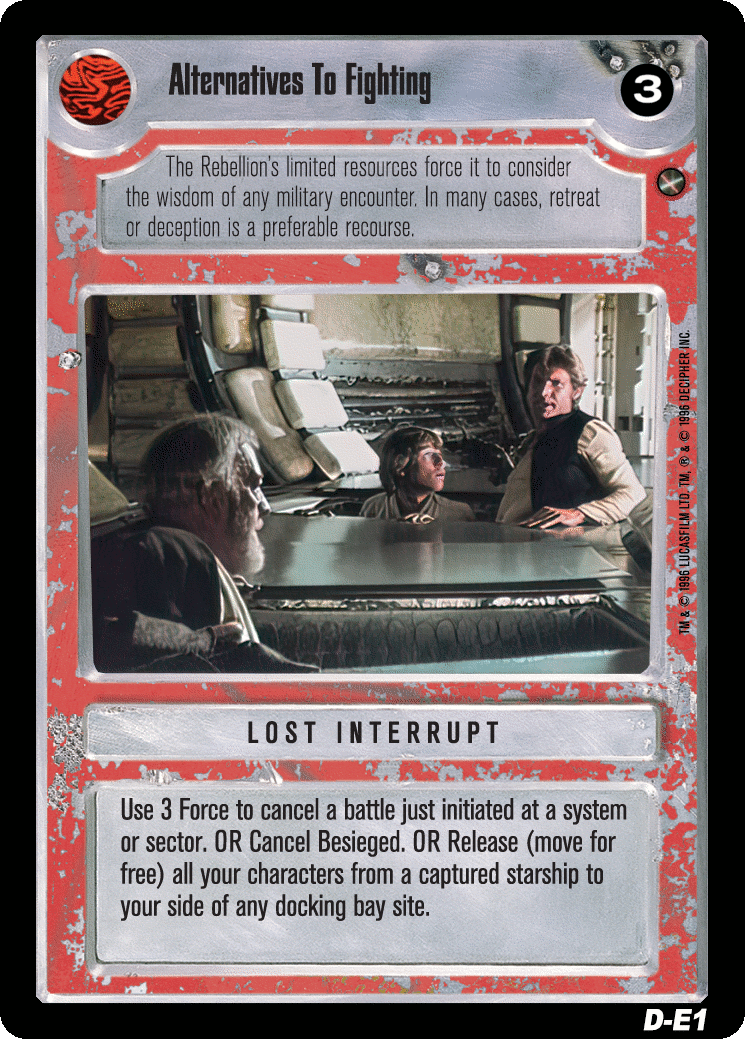 Alternatives To Fighting
3
The Rebellion's limited resources force it to consider
the wisdom of any military encounter. In many cases, retreat
or deception is a preferable recourse.
TM & © 1996 LUCASFILM LTD. TM, ® & © 1996 DECIPHER INC.
LOST INTERRUPT
Use 3 Force to cancel a battle just initiated at a system
or sector. OR Cancel Besieged. OR Release (move for
free) all your characters from a captured starship to
your side of any docking bay site.
D-E1